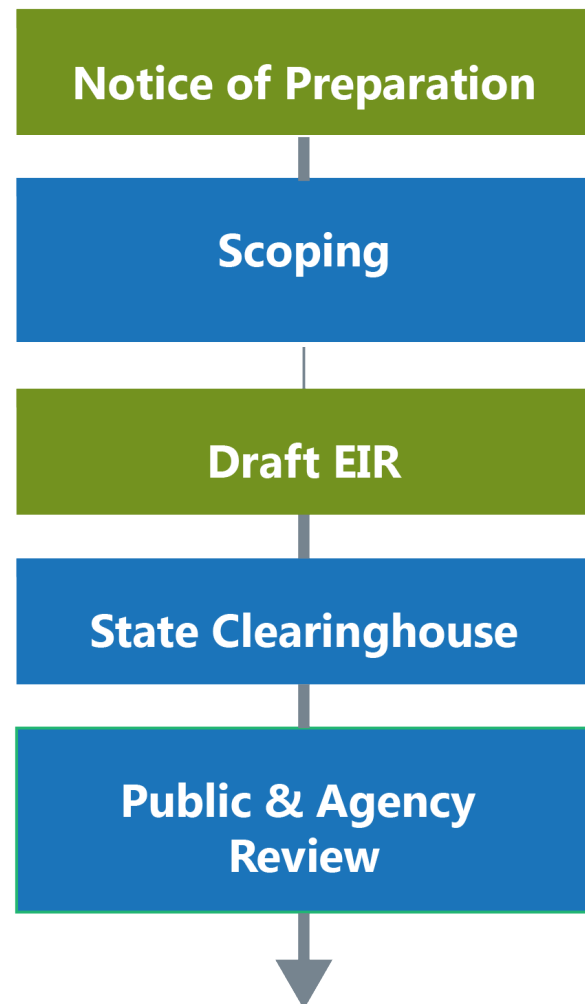 Notice of Preparation
Scoping
Draft EIR
State Clearinghouse
Public & Agency
Review